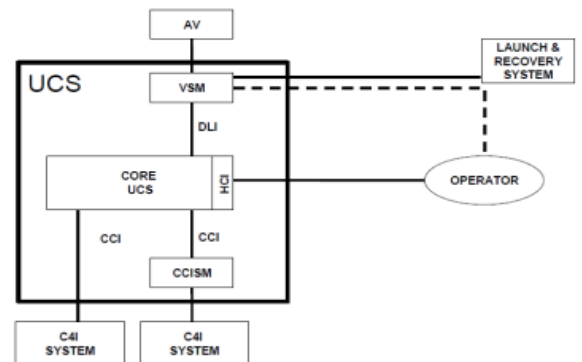 AV
LAUNCH &
RECOVERY
SYSTEM
UCS
VSM
DLI
CORE
UCS
HCI
OPERATOR
CCI
CCI
CCISM
C4I
SYSTEM
C4I
SYSTEM